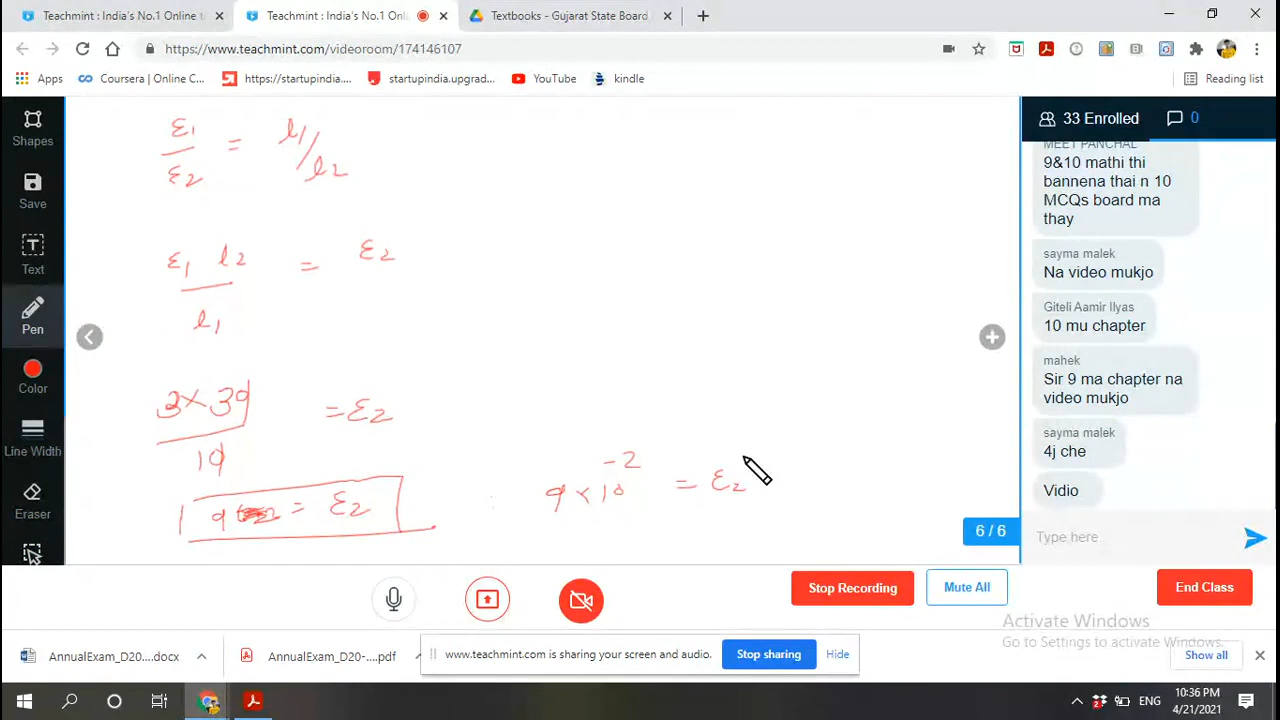 Teachmint : India's No.1 Online t
Teachmint : India's No.1 Onli
Textbooks - Gujarat State Board
https://www.teachmint.com/videoroom/174146107
Apps
Coursera | Online C...
https://startupindia....
startupindia.upgrad...
YouTube
kindle
Reading list
Shapes
Save
Text
Pen
Color
Line Width
Eraser
ε1/ε2 = l1/l2
ε1 l2 / l1 = ε2
3 × 30 / 10 = ε2
9 = ε2
9 × 10^-2 = ε2
6 / 6
33 Enrolled
0
MEET PANCHAL
9&10 mathi thi
bannena thai n 10
MCQs board ma
thay
sayma malek
Na video mukjo
Giteli Aamir Ilyas
10 mu chapter
mahek
Sir 9 ma chapter na
video mukjo
sayma malek
4j che
Vidio
Type here
Stop Recording
Mute All
End Class
Activate Windows
Go to Settings to activate Windows.
AnnualExam_D20....docx
AnnualExam_D20-....pdf
www.teachmint.com is sharing your screen and audio.
Stop sharing
Hide
Show all
ENG
10:36 PM
4/21/2021